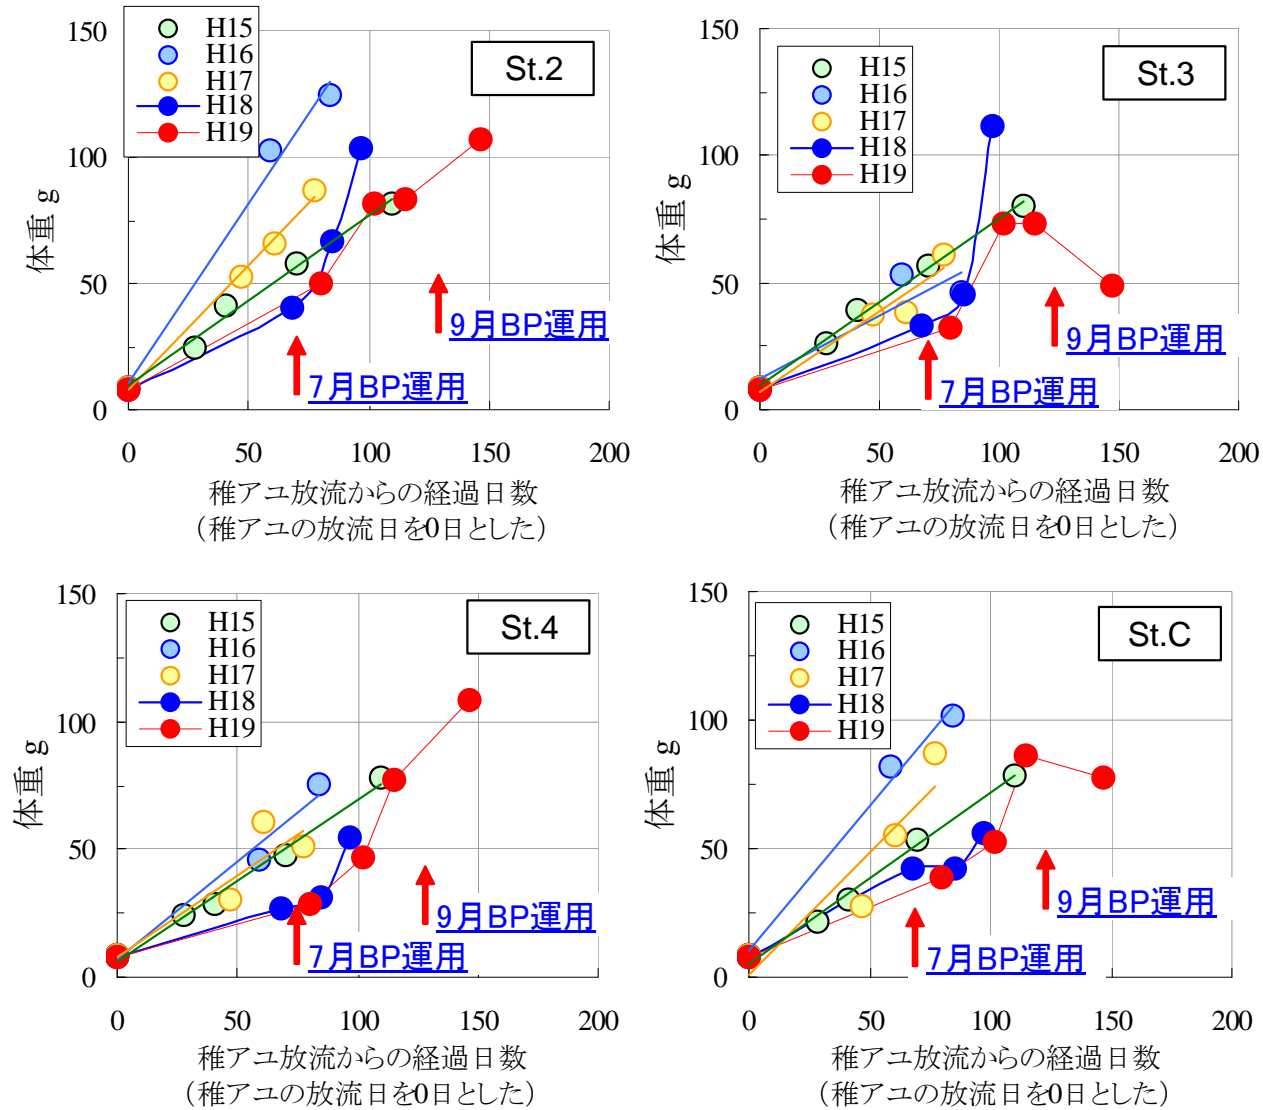 150
100
50
0
体重 g
H15
H16
H17
H18
H19
St.2
9月BP運用
7月BP運用
0 50 100 150 200
稚アユ放流からの経過日数
(稚アユの放流日を0日とした)
150
100
50
0
体重 g
H15
H16
H17
H18
H19
St.3
9月BP運用
7月BP運用
0 50 100 150 200
稚アユ放流からの経過日数
(稚アユの放流日を0日とした)
150
100
50
0
体重 g
H15
H16
H17
H18
H19
St.4
9月BP運用
7月BP運用
0 50 100 150 200
稚アユ放流からの経過日数
(稚アユの放流日を0日とした)
150
100
50
0
体重 g
H15
H16
H17
H18
H19
St.C
9月BP運用
7月BP運用
0 50 100 150 200
稚アユ放流からの経過日数
(稚アユの放流日を0日とした)